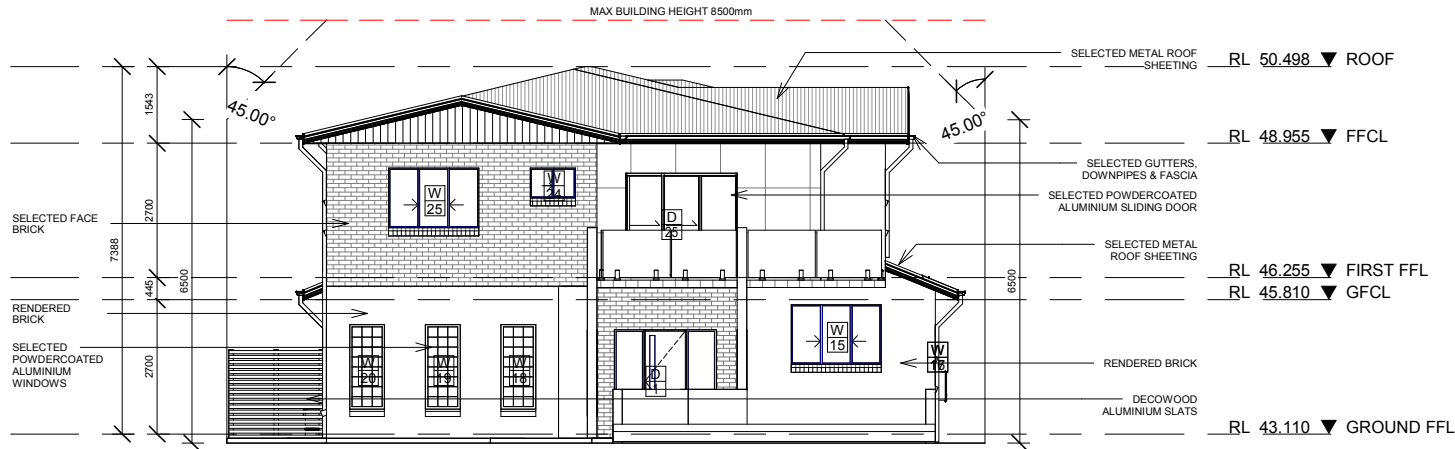 MAX BUILDING HEIGHT 8500mm
SELECTED METAL ROOF
SHEETING
RL 50.498 ▼ ROOF
45.00°
45.00°
1543
RL 48.955 ▼ FFCL
SELECTED GUTTERS,
DOWNPIPES & FASCIA
SELECTED POWDERCOATED
ALUMINIUM SLIDING DOOR
W
25
W
24
D
25
SELECTED FACE
BRICK
2700
7388
6500
SELECTED METAL
ROOF SHEETING
6500
RL 46.255 ▼ FIRST FFL
445
RL 45.810 ▼ GFCL
RENDERED
BRICK
SELECTED
POWDERCOATED
ALUMINIUM
WINDOWS
2700
W
20
W
19
W
18
D
1
W
15
W
RENDERED BRICK
DECOWOOD
ALUMINIUM SLATS
RL 43.110 ▼ GROUND FFL